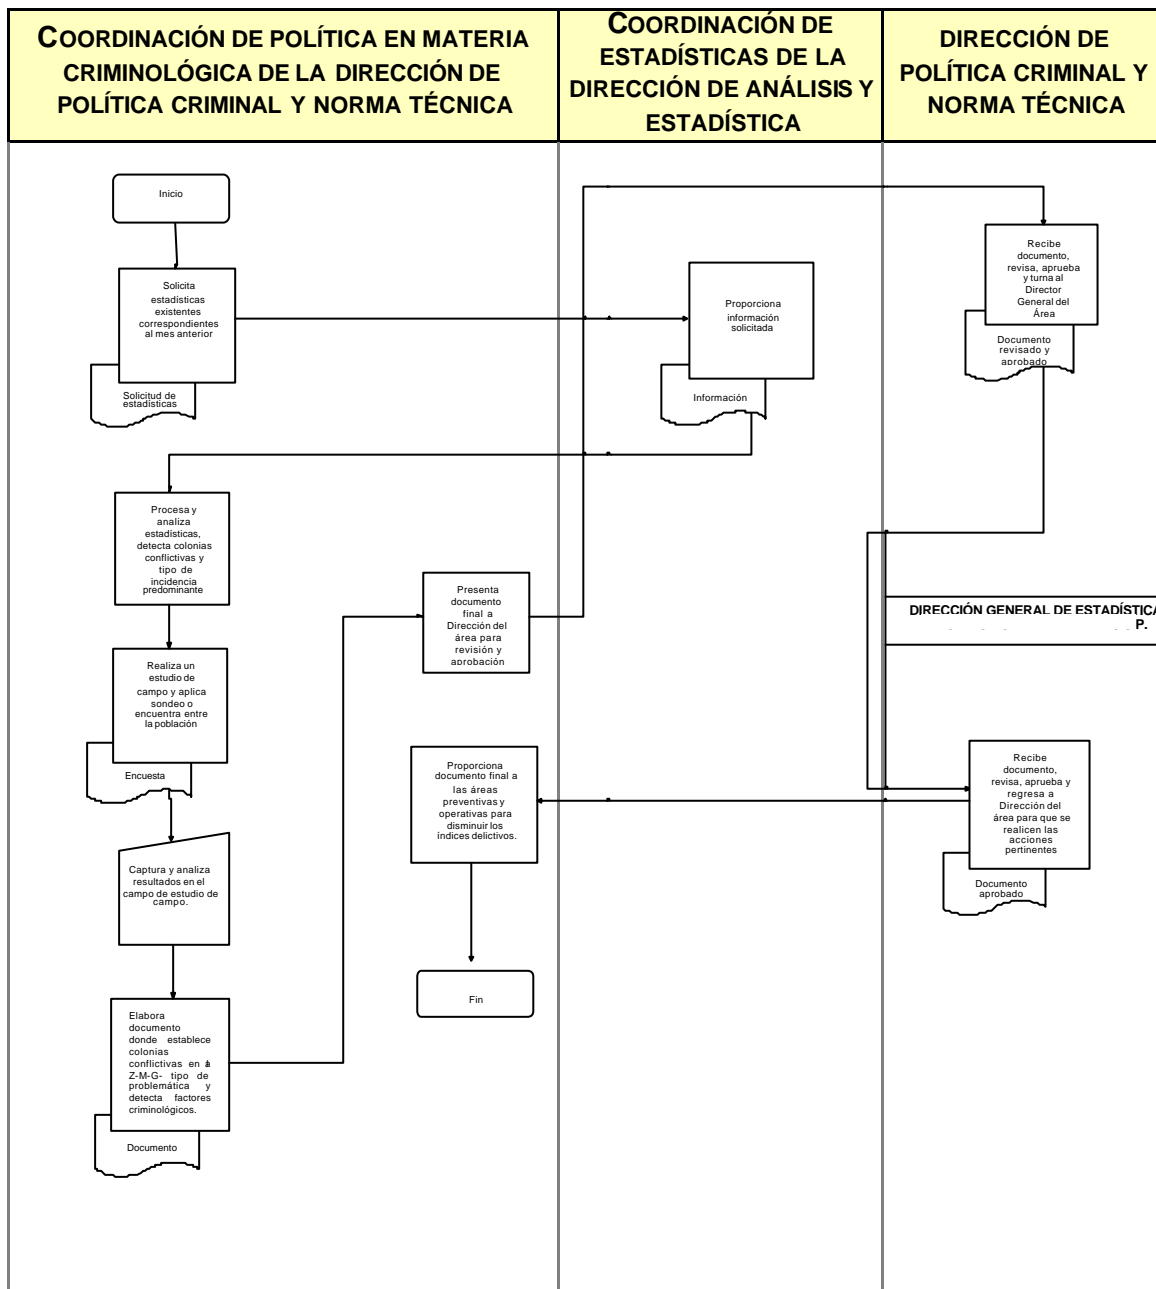 COORDINACIÓN DE POLÍTICA EN MATERIA
CRIMINOLÓGICA DE LA DIRECCIÓN DE
POLÍTICA CRIMINAL Y NORMA TÉCNICA
COORDINACIÓN DE
ESTADÍSTICAS DE LA
DIRECCIÓN DE ANÁLISIS Y
ESTADÍSTICA
DIRECCIÓN DE
POLÍTICA CRIMINAL Y
NORMA TÉCNICA
Inicio
Solicita
estadísticas
existentes
correspondientes
al mes anterior
Solicitud de
estadísticas
Proporciona
información
solicitada
Información
Recibe
documento,
revisa, aprueba
y turna al
Director
General del
Área
Documento
revisado y
aprobado
Procesa y
analiza
estadísticas,
detecta colonias
conflictivas y
tipo de
incidencia
predominante
Realiza un
estudio de
campo y aplica
sondeo o
encuentra entre
la población
Encuesta
Captura y analiza
resultados en el
campo de estudio de
campo.
Elabora
documento
donde establece
colonias
conflictivas en a
Z-M-G- tipo de
problemática y
detecta factores
criminológicos.
Documento
Presenta
documento
final a
Dirección del
área para
revisión y
aprobación
DIRECCIÓN GENERAL DE ESTADÍSTICA
P.
Recibe
documento,
revisa, aprueba y
regresa a
Dirección del
área para que se
realicen las
acciones
pertinentes
Documento
aprobado
Proporciona
documento final a
las áreas
preventivas y
operativas para
disminuir los
índices delictivos.
Fin